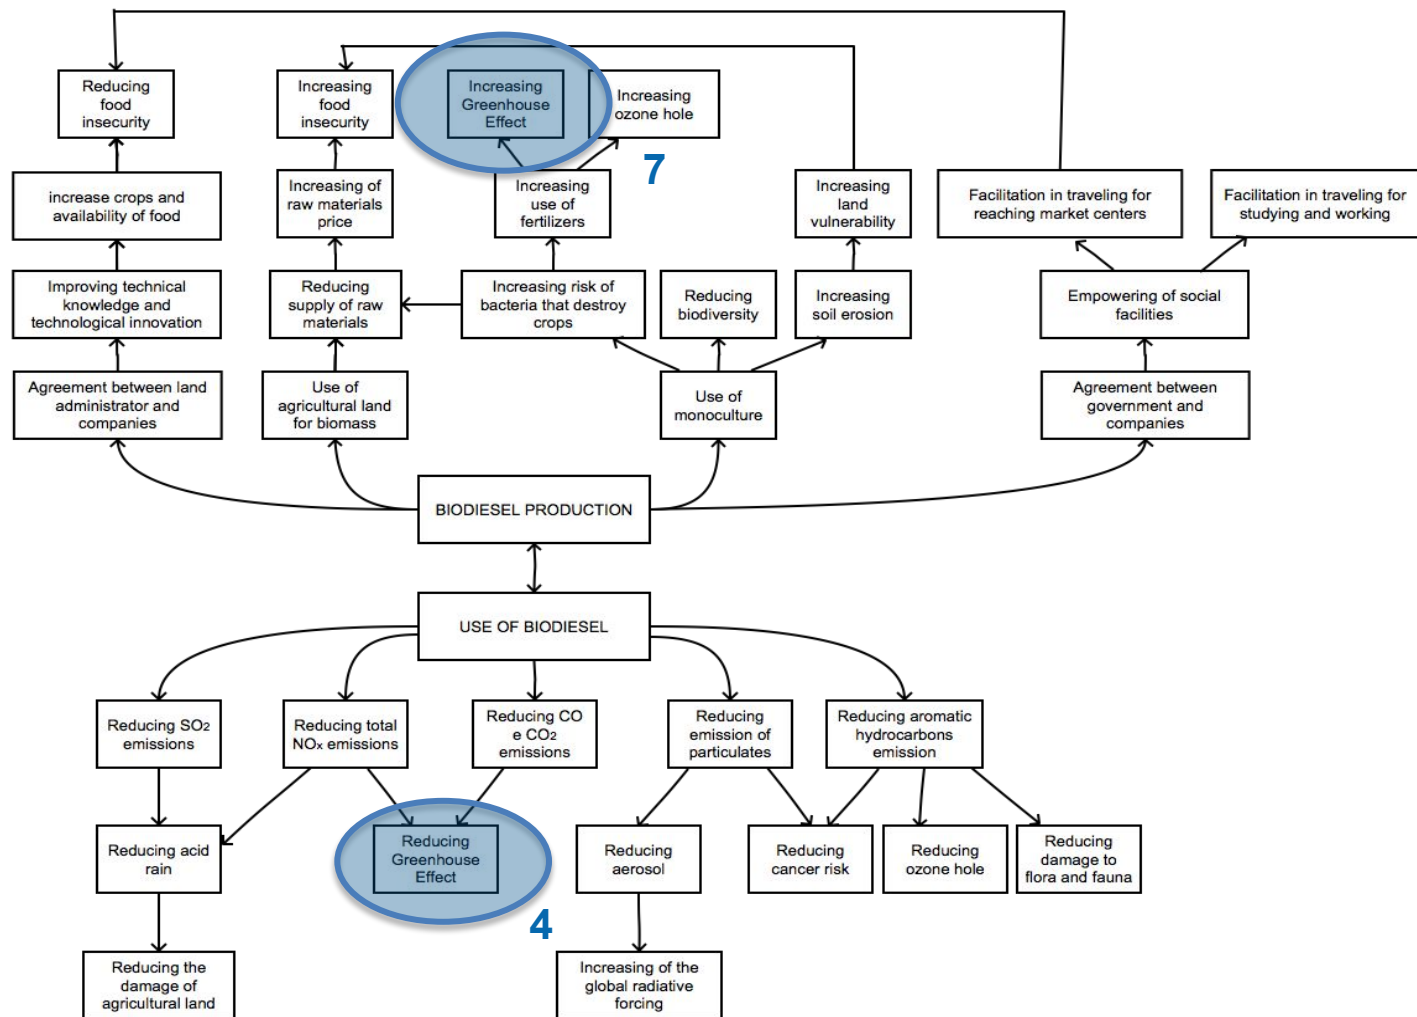 Reducing
food
insecurity
Increasing
food
insecurity
Increasing
Greenhouse
Effect
Increasing
ozone hole
7
increase crops and
availability of food
Increasing of
raw materials
price
Increasing
use of
fertilizers
Increasing
land
vulnerability
Facilitation in traveling for
reaching market centers
Facilitation in traveling for
studying and working
Improving technical
knowledge and
technological innovation
Reducing
supply of raw
materials
Increasing risk of
bacteria that destroy
crops
Reducing
biodiversity
Increasing
soil erosion
Empowering of social
facilities
Agreement between land
administrator and
companies
Use of
agricultural land
for biomass
Use of
monoculture
Agreement between
government and
companies
BIODIESEL PRODUCTION
USE OF BIODIESEL
Reducing SO2
emissions
Reducing total
NOx emissions
Reducing CO
e CO2
emissions
Reducing
emission of
particulates
Reducing aromatic
hydrocarbons
emission
Reducing acid
rain
Reducing
Greenhouse
Effect
4
Reducing
aerosol
Reducing
cancer risk
Reducing
ozone hole
Reducing
damage to
flora and fauna
Reducing the
damage of
agricultural land
Increasing of the
global radiative
forcing